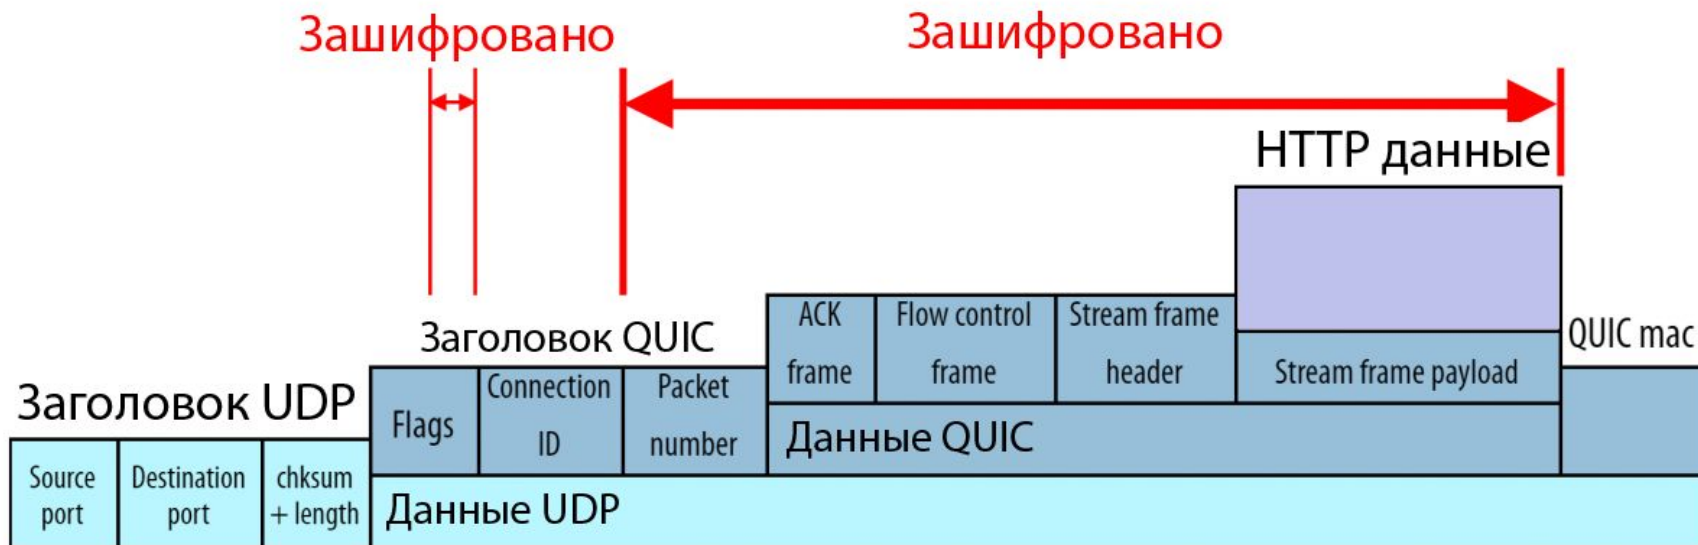 Зашифровано
Зашифровано
HTTP данные
Заголовок QUIC
Заголовок UDP
ACK
frame
Flow control
frame
Stream frame
header
Stream frame payload
QUIC mac
Flags
Connection
ID
Packet
number
Данные QUIC
Source
port
Destination
port
chksum
+ length
Данные UDP